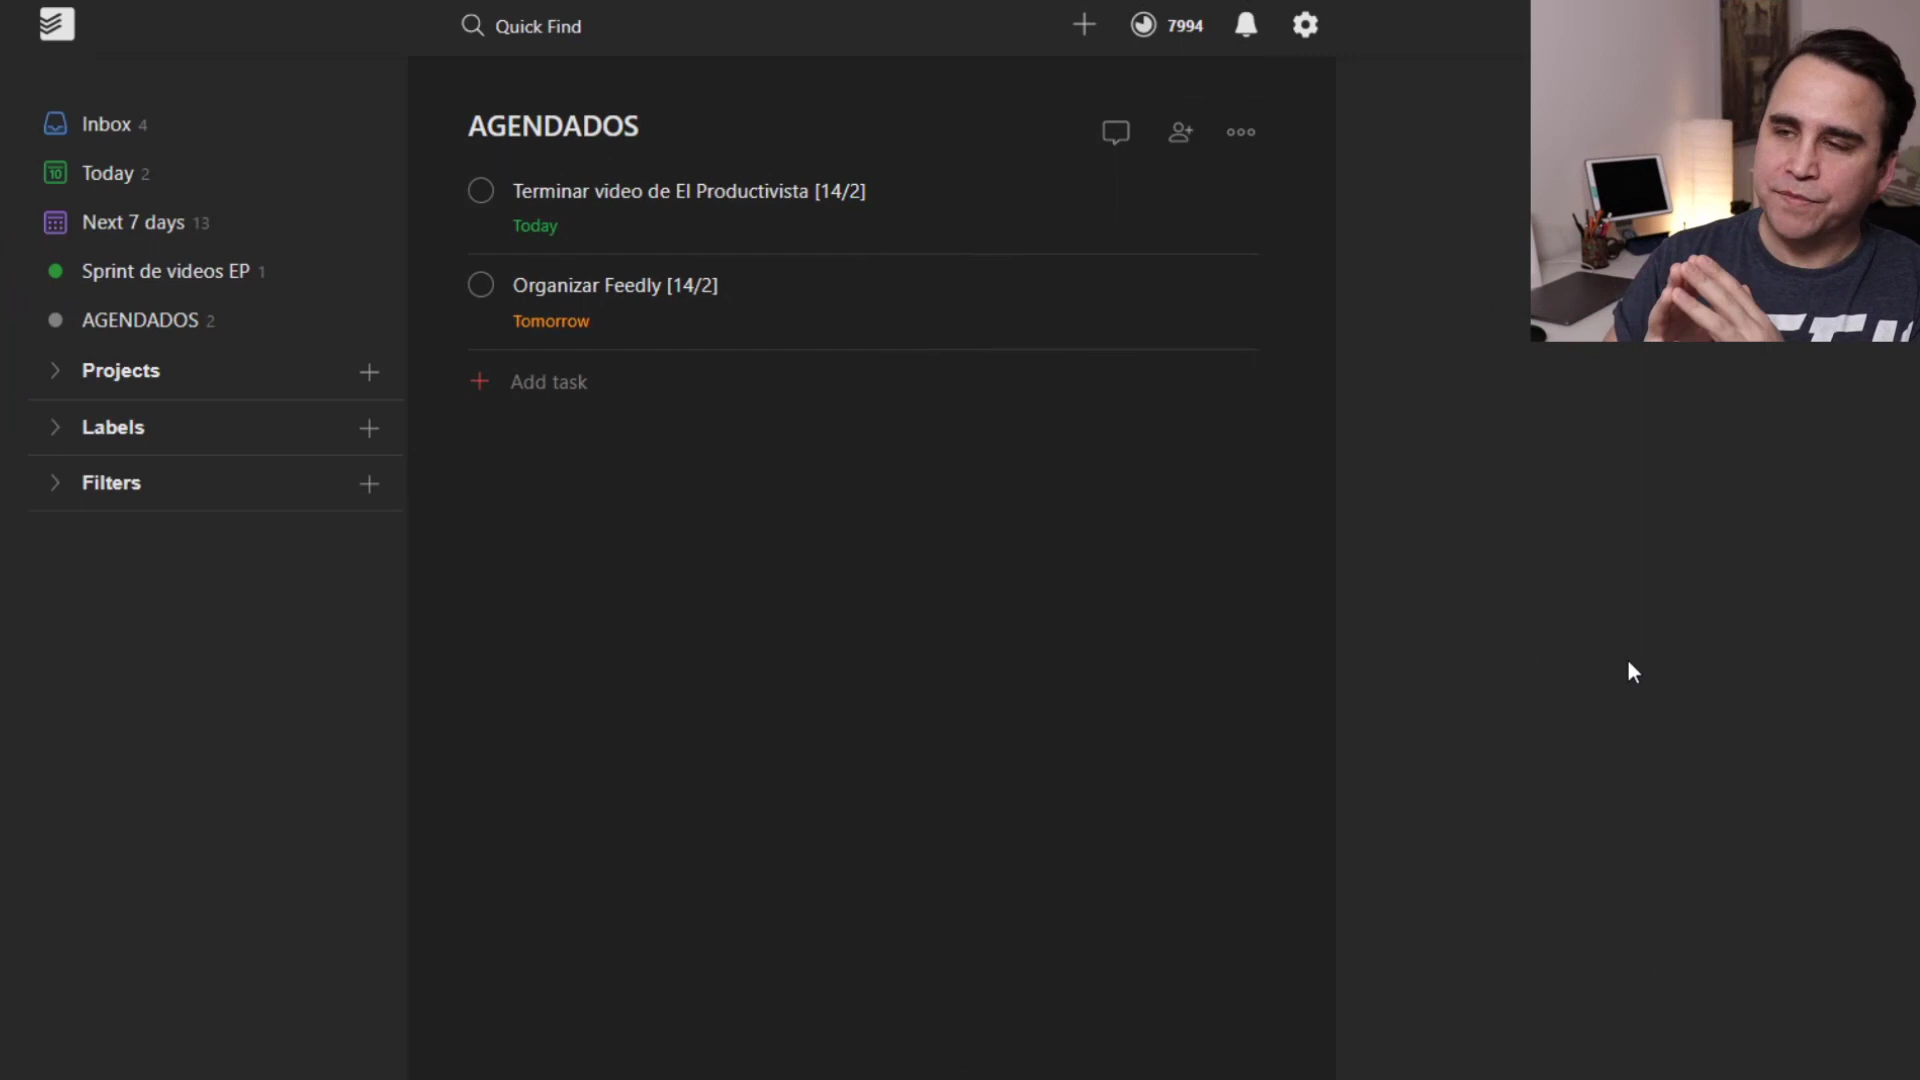 Quick Find
7994
Inbox 4
10
Today 2
Next 7 days 13
Sprint de videos EP 1
AGENDADOS 2
Projects
Labels
Filters
AGENDADOS
Terminar video de El Productivista [14/2]
Today
Organizar Feedly [14/2]
Tomorrow
Add task